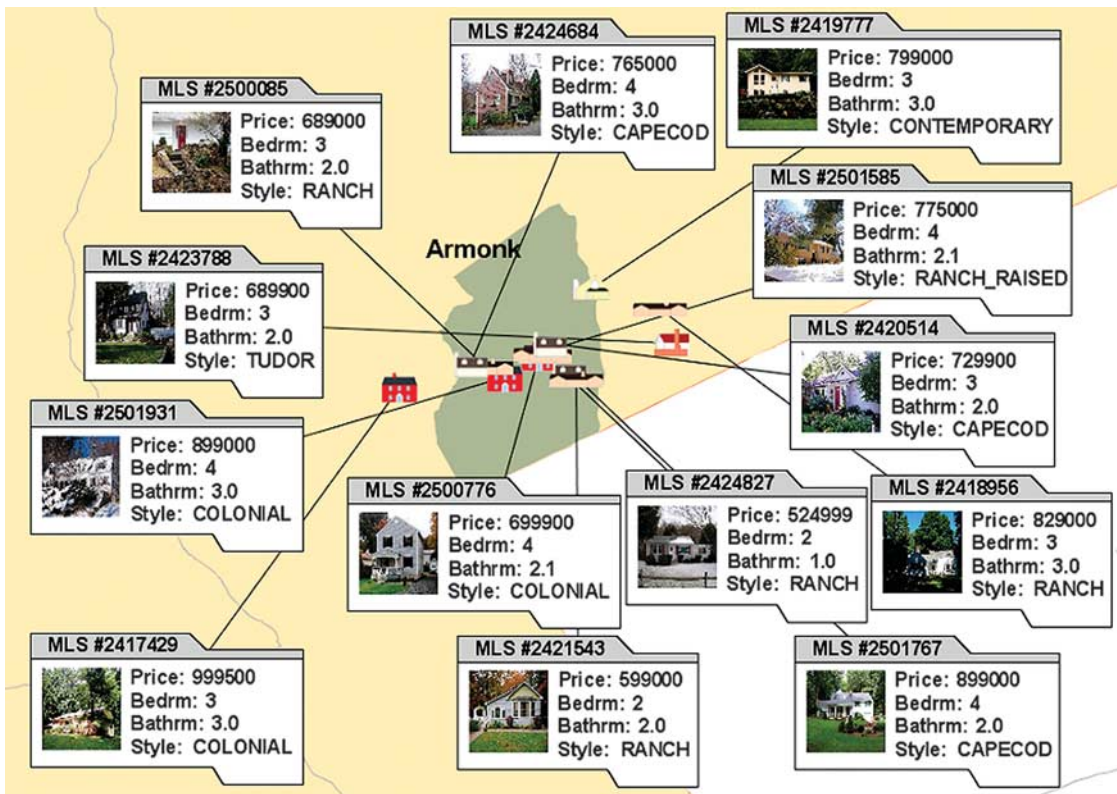 MLS #2424684
Price: 765000
Bedrm: 4
Bathrm: 3.0
Style: CAPECOD
MLS #2419777
Price: 799000
Bedrm: 3
Bathrm: 3.0
Style: CONTEMPORARY
MLS #2500085
Price: 689000
Bedrm: 3
Bathrm: 2.0
Style: RANCH
MLS #2501585
Price: 775000
Bedrm: 4
Bathrm: 2.1
Style: RANCH_RAISED
Armonk
MLS #2423788
Price: 689900
Bedrm: 3
Bathrm: 2.0
Style: TUDOR
MLS #2420514
Price: 729900
Bedrm: 3
Bathrm: 2.0
Style: CAPECOD
MLS #2501931
Price: 899000
Bedrm: 4
Bathrm: 3.0
Style: COLONIAL
MLS #2500776
Price: 699900
Bedrm: 4
Bathrm: 2.1
Style: COLONIAL
MLS #2424827
Price: 524999
Bedrm: 2
Bathrm: 1.0
Style: RANCH
MLS #2418956
Price: 829000
Bedrm: 3
Bathrm: 3.0
Style: RANCH
MLS #2417429
Price: 999500
Bedrm: 3
Bathrm: 3.0
Style: COLONIAL
MLS #2421543
Price: 599000
Bedrm: 2
Bathrm: 2.0
Style: RANCH
MLS #2501767
Price: 899000
Bedrm: 4
Bathrm: 2.0
Style: CAPECOD